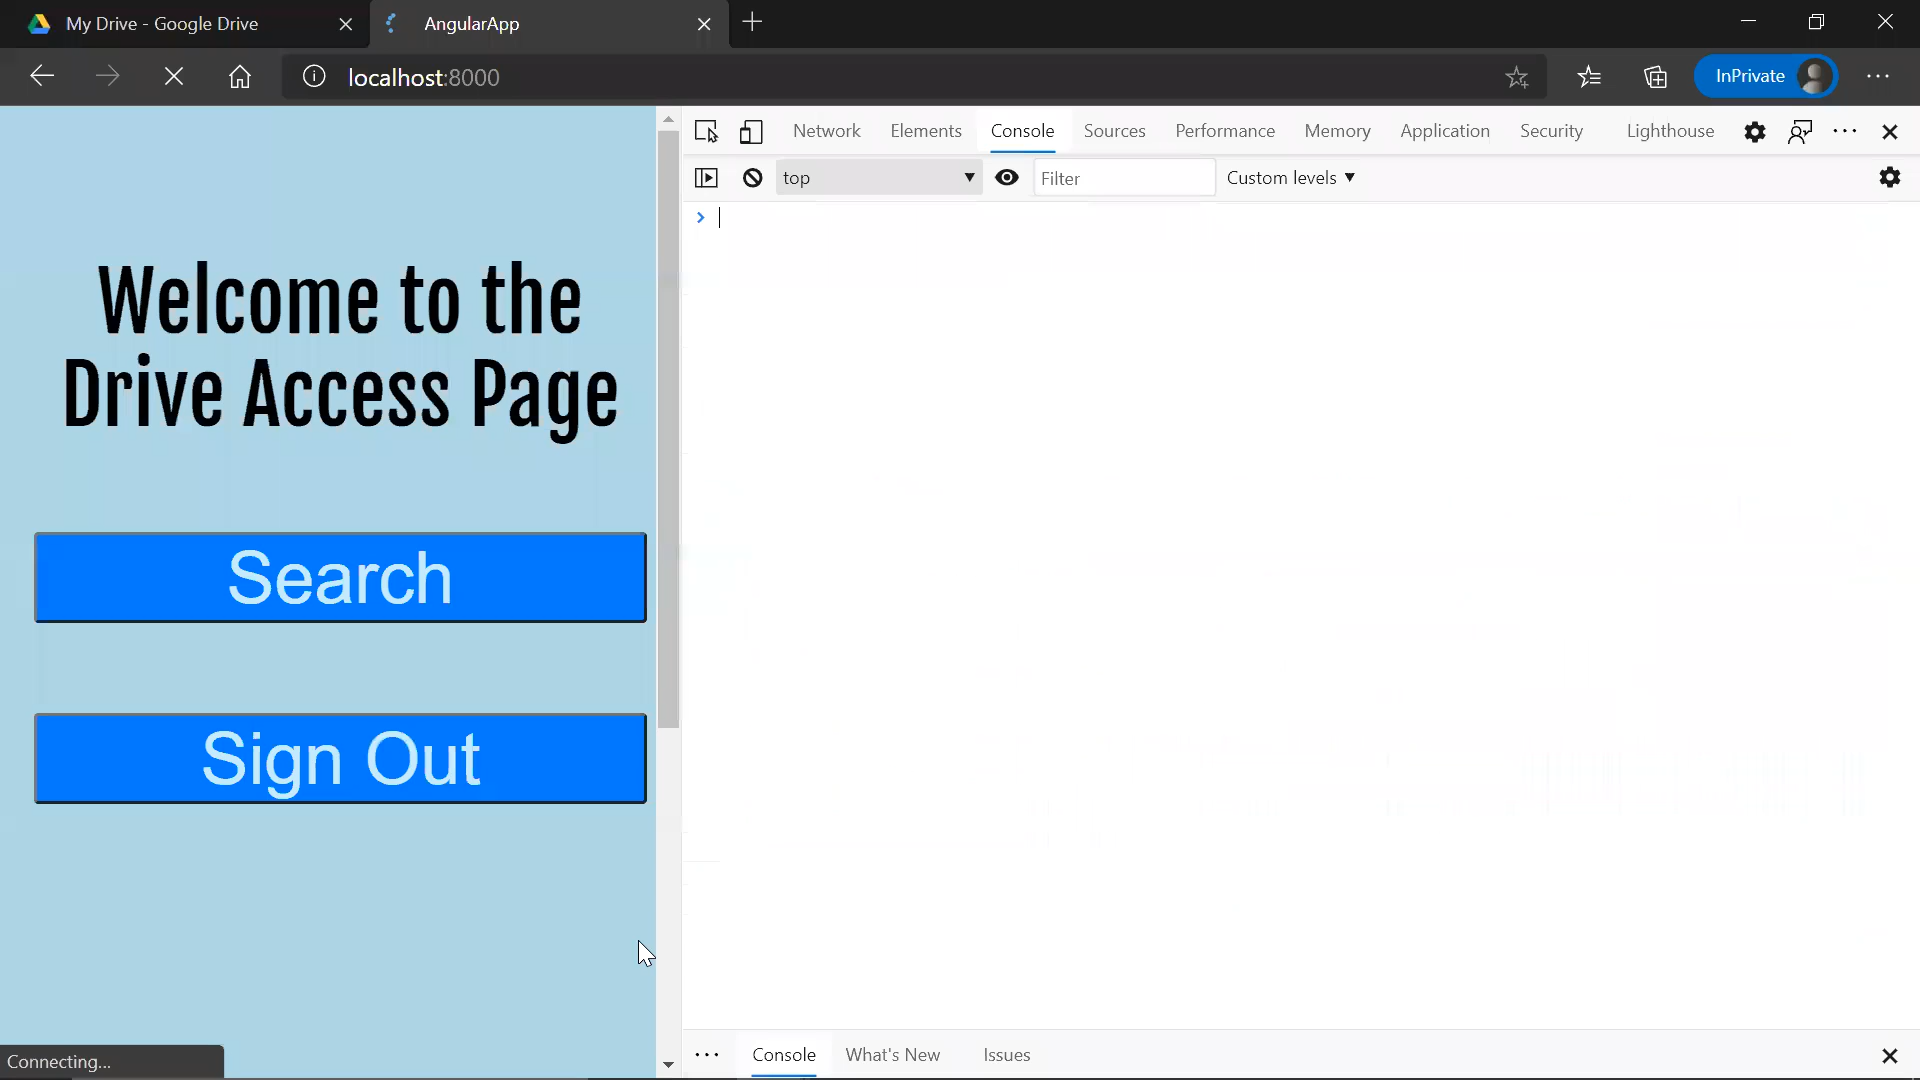 My Drive - Google Drive
AngularApp
localhost:8000
InPrivate
Network Elements Console Sources Performance Memory Application Security Lighthouse
top
Filter
Custom levels
Welcome to the
Drive Access Page
Search
Sign Out
Connecting...
Console What's New Issues